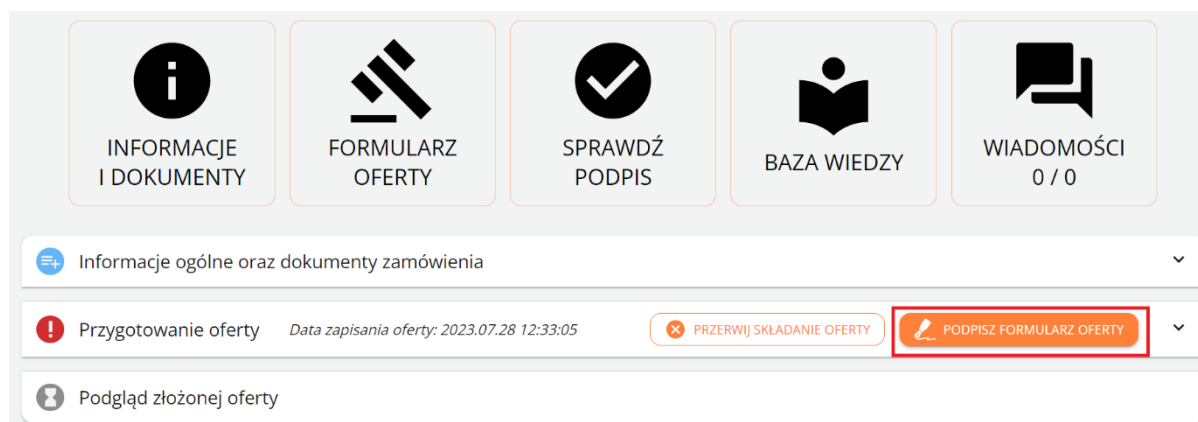 INFORMACJE
I DOKUMENTY
FORMULARZ
OFERTY
SPRAWDŹ
PODPIS
BAZA WIEDZY
WIADOMOŚCI
0 / 0
Informacje ogólne oraz dokumenty zamówienia
Przygotowanie oferty Data zapisania oferty: 2023.07.28 12:33:05 PRZERWIJ SKŁADANIE OFERTY PODPISZ FORMULARZ OFERTY
Podgląd złożonej oferty